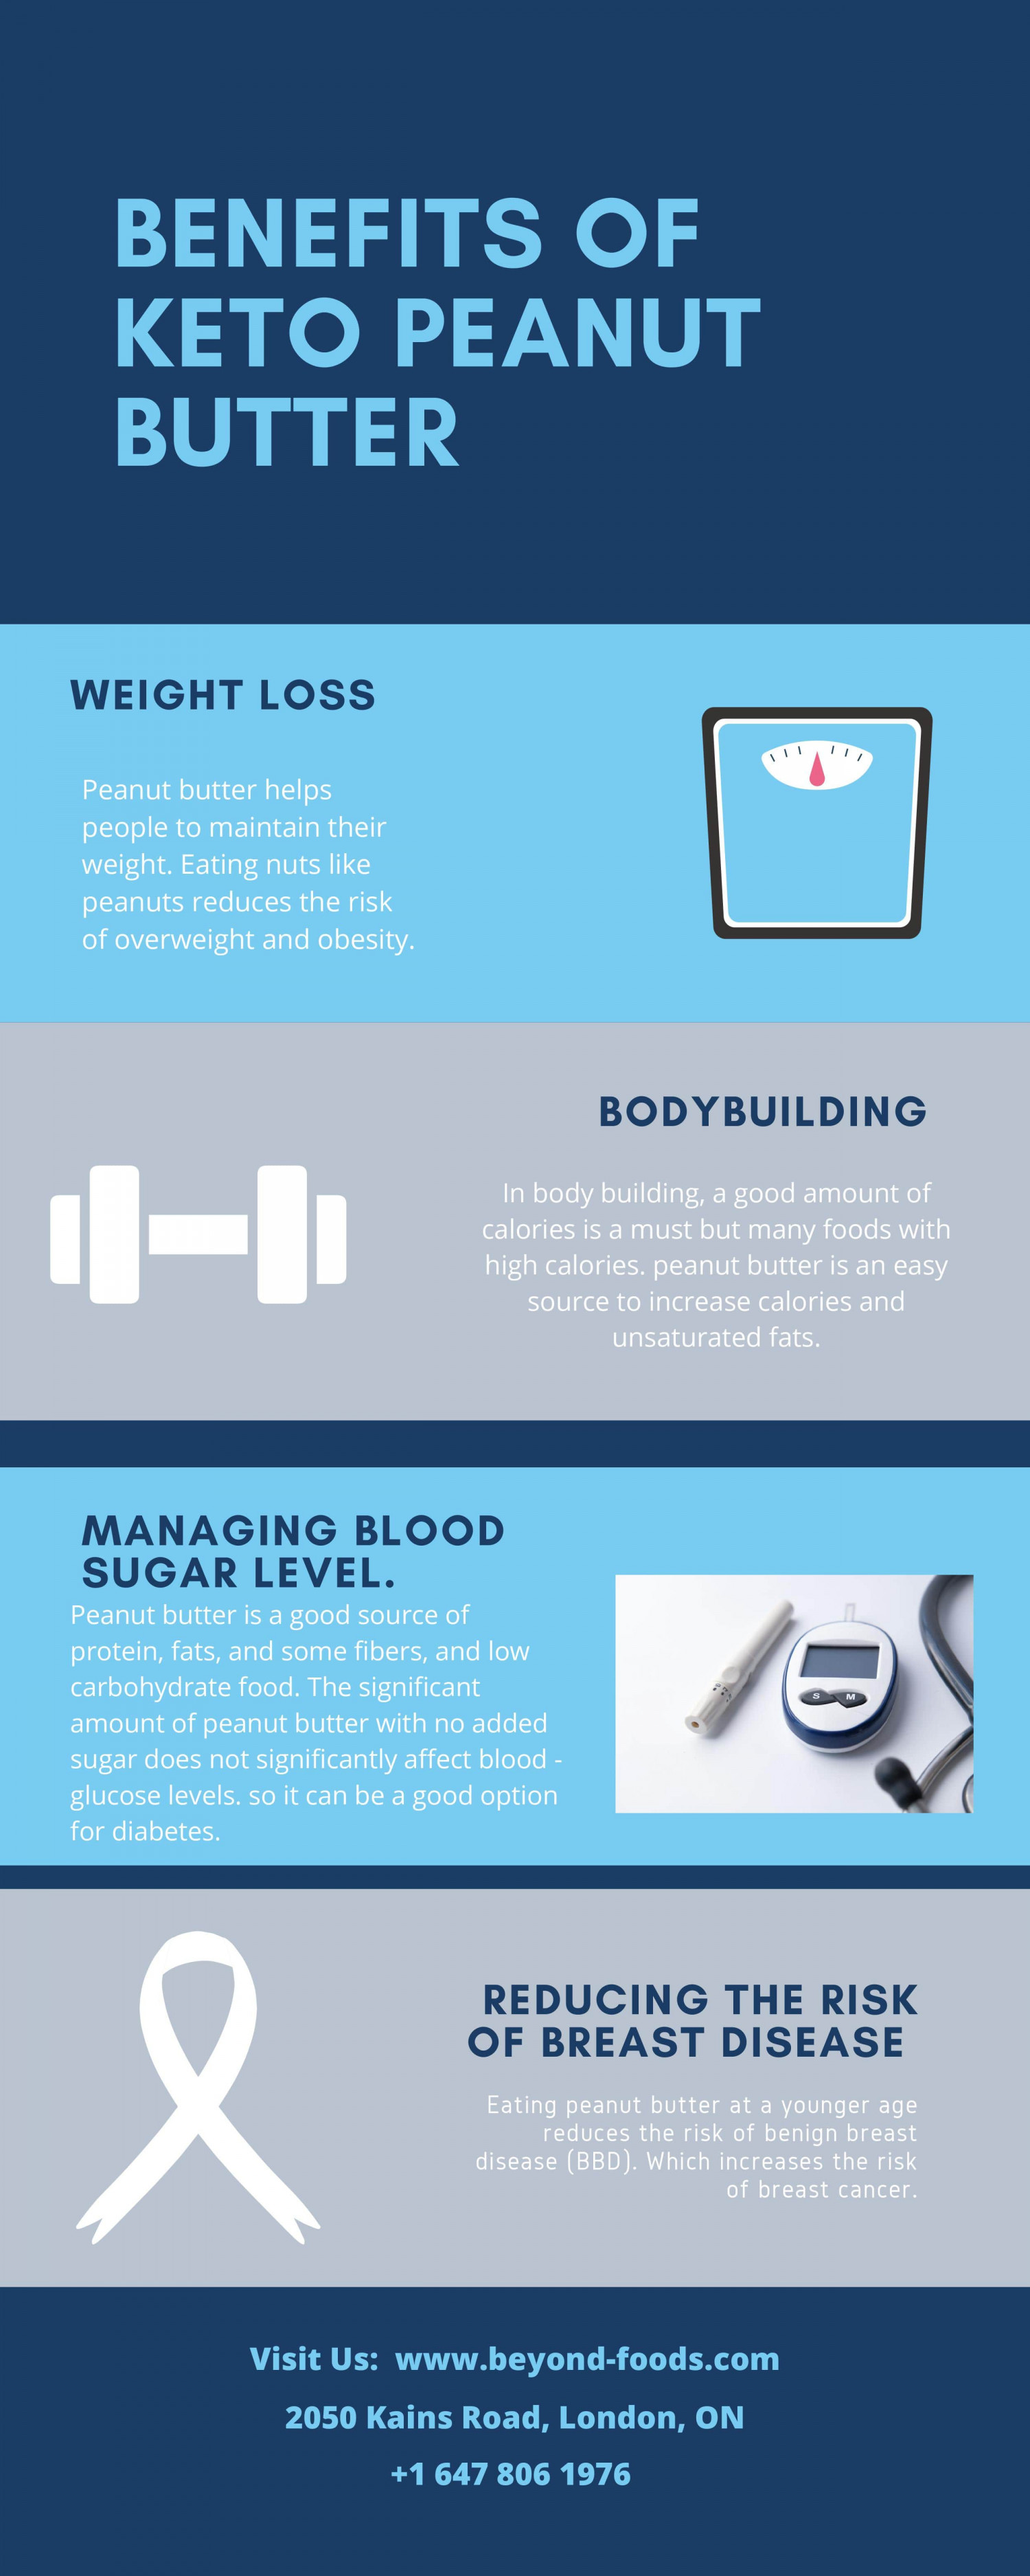 BENEFITS OF
KETO PEANUT
BUTTER
WEIGHT LOSS
Peanut butter helps
people to maintain their
weight. Eating nuts like
peanuts reduces the risk
of overweight and obesity.
BODYBUILDING
In body building, a good amount of
calories is a must but many foods with
high calories. peanut butter is an easy
source to increase calories and
unsaturated fats.
MANAGING BLOOD
SUGAR LEVEL.
Peanut butter is a good source of
protein, fats, and some fibers, and low
carbohydrate food. The significant
amount of peanut butter with no added
sugar does not significantly affect blood -
glucose levels. so it can be a good option
for diabetes.
S M
REDUCING THE RISK
OF BREAST DISEASE
Eating peanut butter at a younger age
reduces the risk of benign breast
disease (BBD). Which increases the risk
of breast cancer.
Visit Us: www.beyond-foods.com
2050 Kains Road, London, ON
+1 647 806 1976